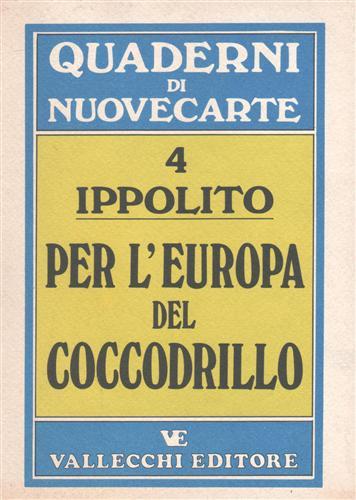 QUADERNI
DI
NUOVECARTE
4
IPPOLITO
PER L'EUROPA
DEL
COCCODRILLO
VE
VALLECCHI EDITORE